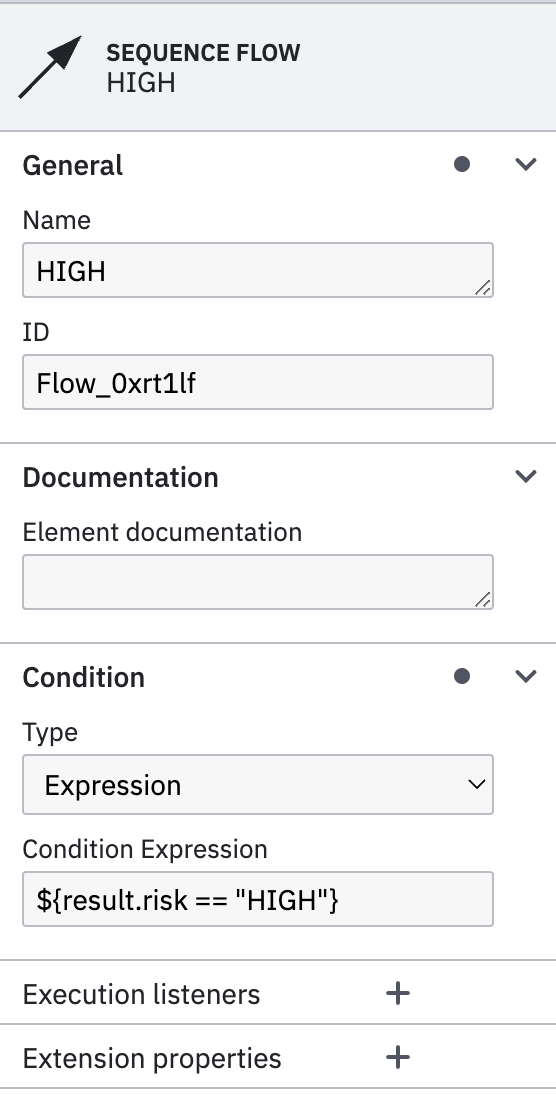 SEQUENCE FLOW
HIGH
General
Name
HIGH
ID
Flow_0xrt1lf
Documentation
Element documentation
Condition
Type
Expression
Condition Expression
${result.risk == "HIGH"}
Execution listeners
Extension properties